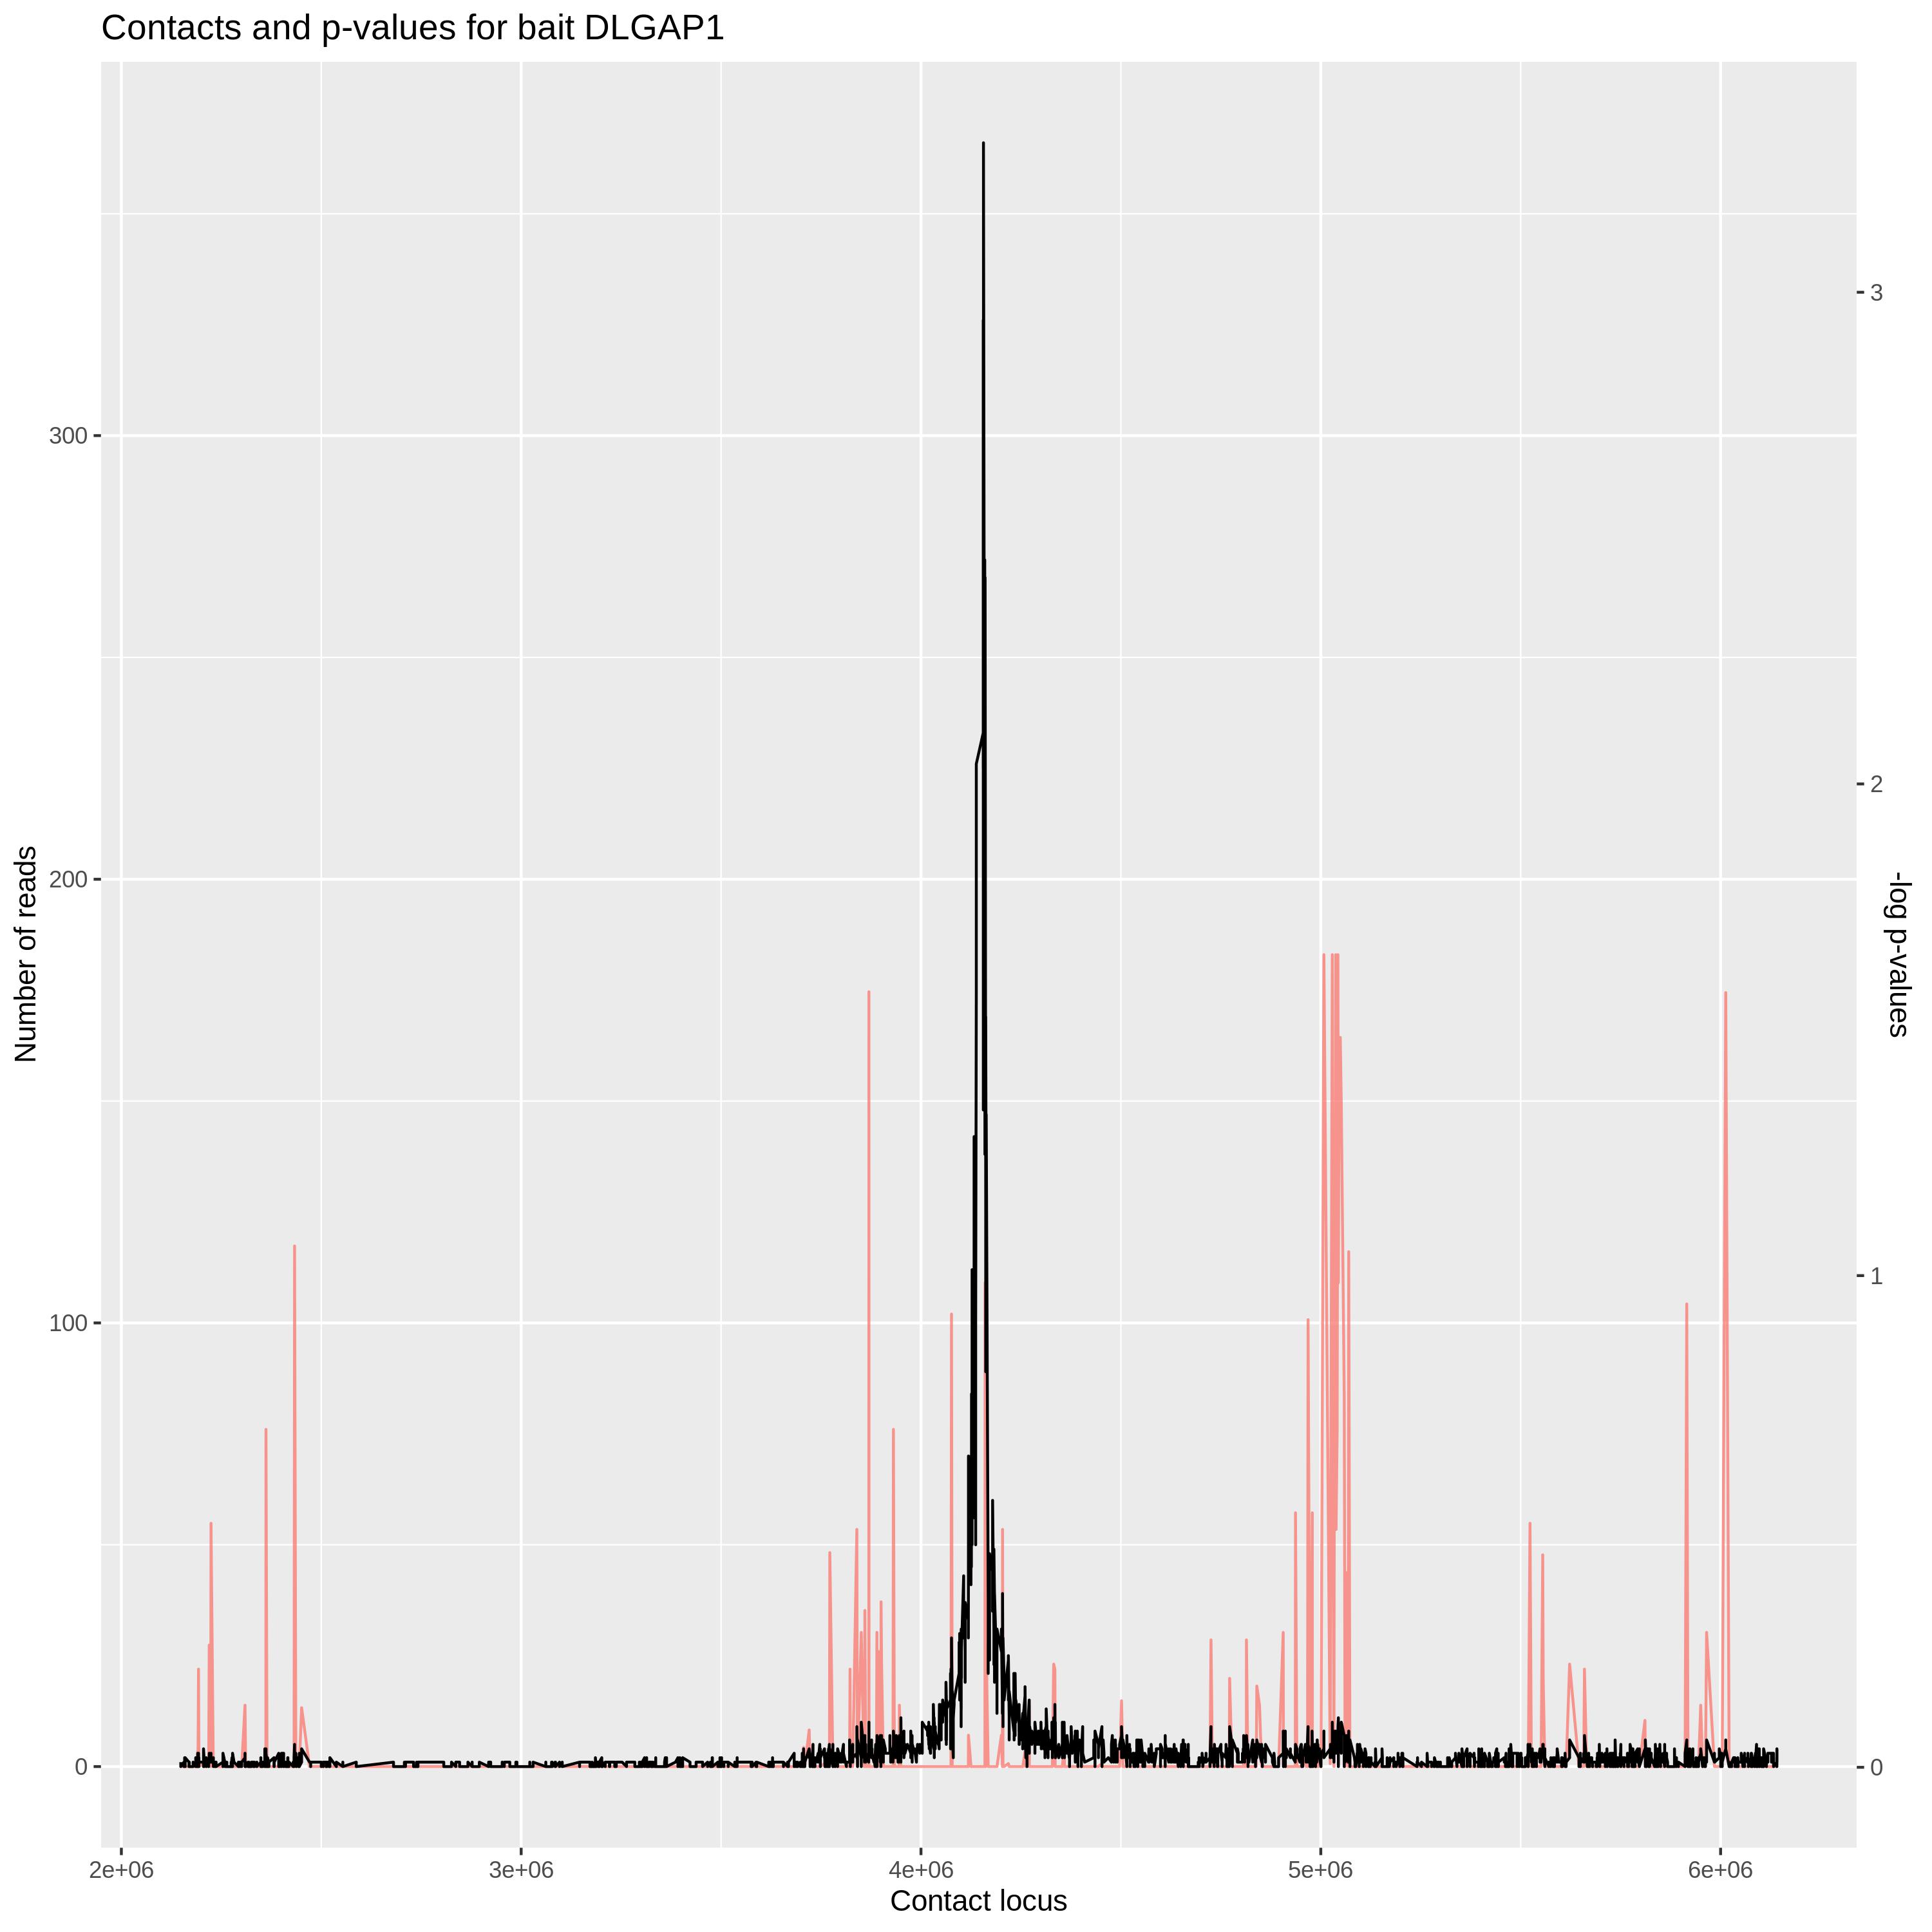 Contacts and p-values for bait DLGAP1
Number of reads
300
200
100
0
3
2
1
0
-log p-values
2e+06
3e+06
4e+06
5e+06
6e+06
Contact locus